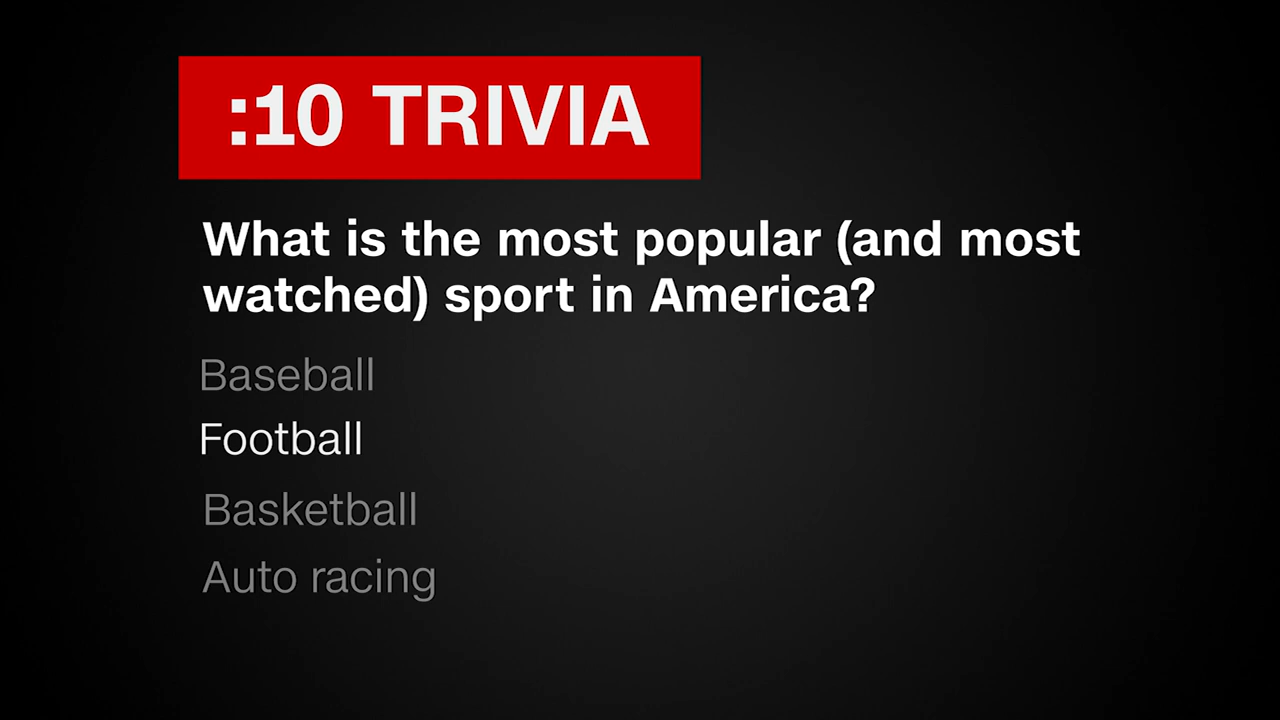 :10 TRIVIA
What is the most popular (and most
watched) sport in America?
Baseball
Football
Basketball
Auto racing